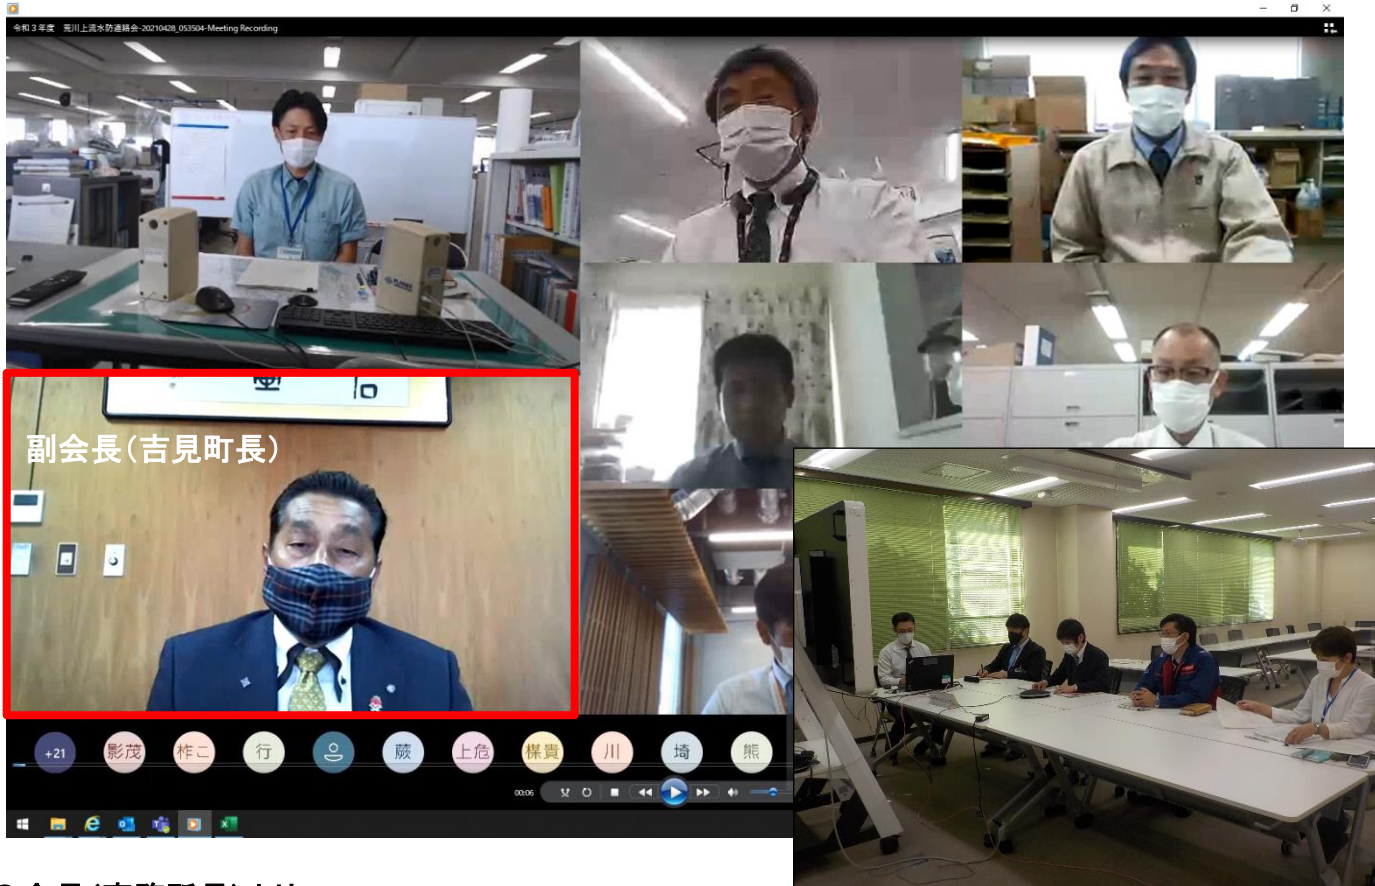 令和３年度　荒川上流水防連絡会-20210428_053504-Meeting Recording
副会長（吉見町長）
+21 影茂 柞こ 行 蕨 上危 楳貴 川 埼 熊
00:06